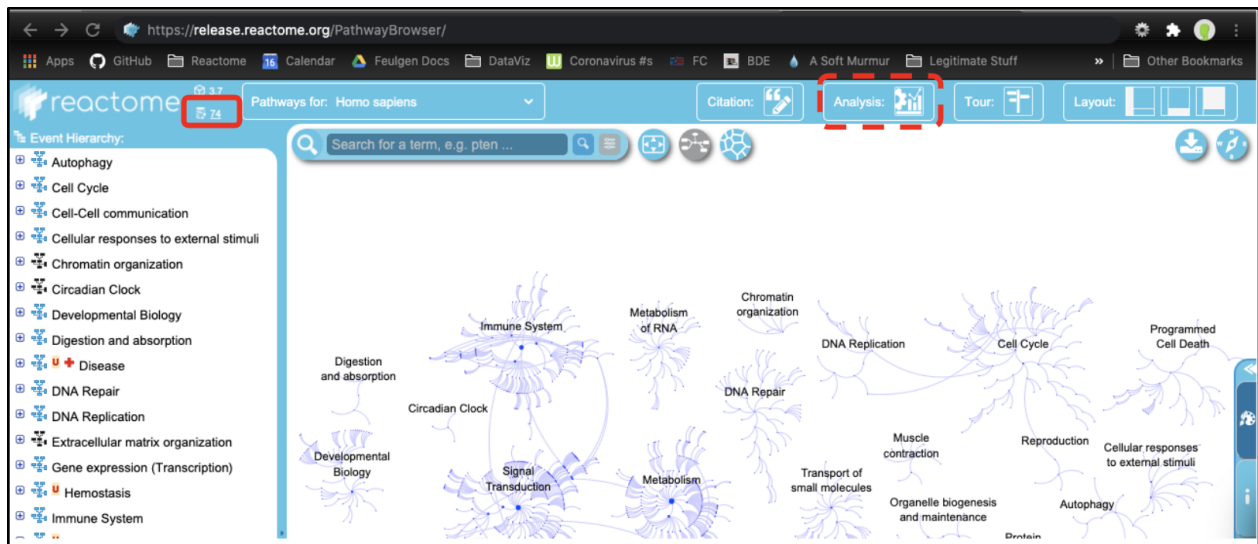 https://release.reactome.org/PathwayBrowser/
Apps GitHub Reactome 16 Calendar Feulgen Docs DataViz Coronavirus #s FC BDE A Soft Murmur Legitimate Stuff » Other Bookmarks
reactome 3.7 Pathways for: Homo sapiens Citation: Analysis: Tour: Layout:
74
Event Hierarchy:
Search for a term, e.g. pten ...
Autophagy
Cell Cycle
Cell-Cell communication
Cellular responses to external stimuli
Chromatin organization
Circadian Clock
Developmental Biology
Digestion and absorption
U Disease
DNA Repair
DNA Replication
Extracellular matrix organization
Gene expression (Transcription)
U Hemostasis
Immune System
Immune System
Metabolism
of RNA
Chromatin
organization
DNA Replication
Cell Cycle
Programmed
Cell Death
Digestion
and absorption
Circadian Clock
DNA Repair
Developmental
Biology
Signal
Transduction
Metabolism
Transport of
small molecules
Muscle
contraction
Reproduction
Cellular responses
to external stimuli
Organelle biogenesis
and maintenance
Autophagy
Protein